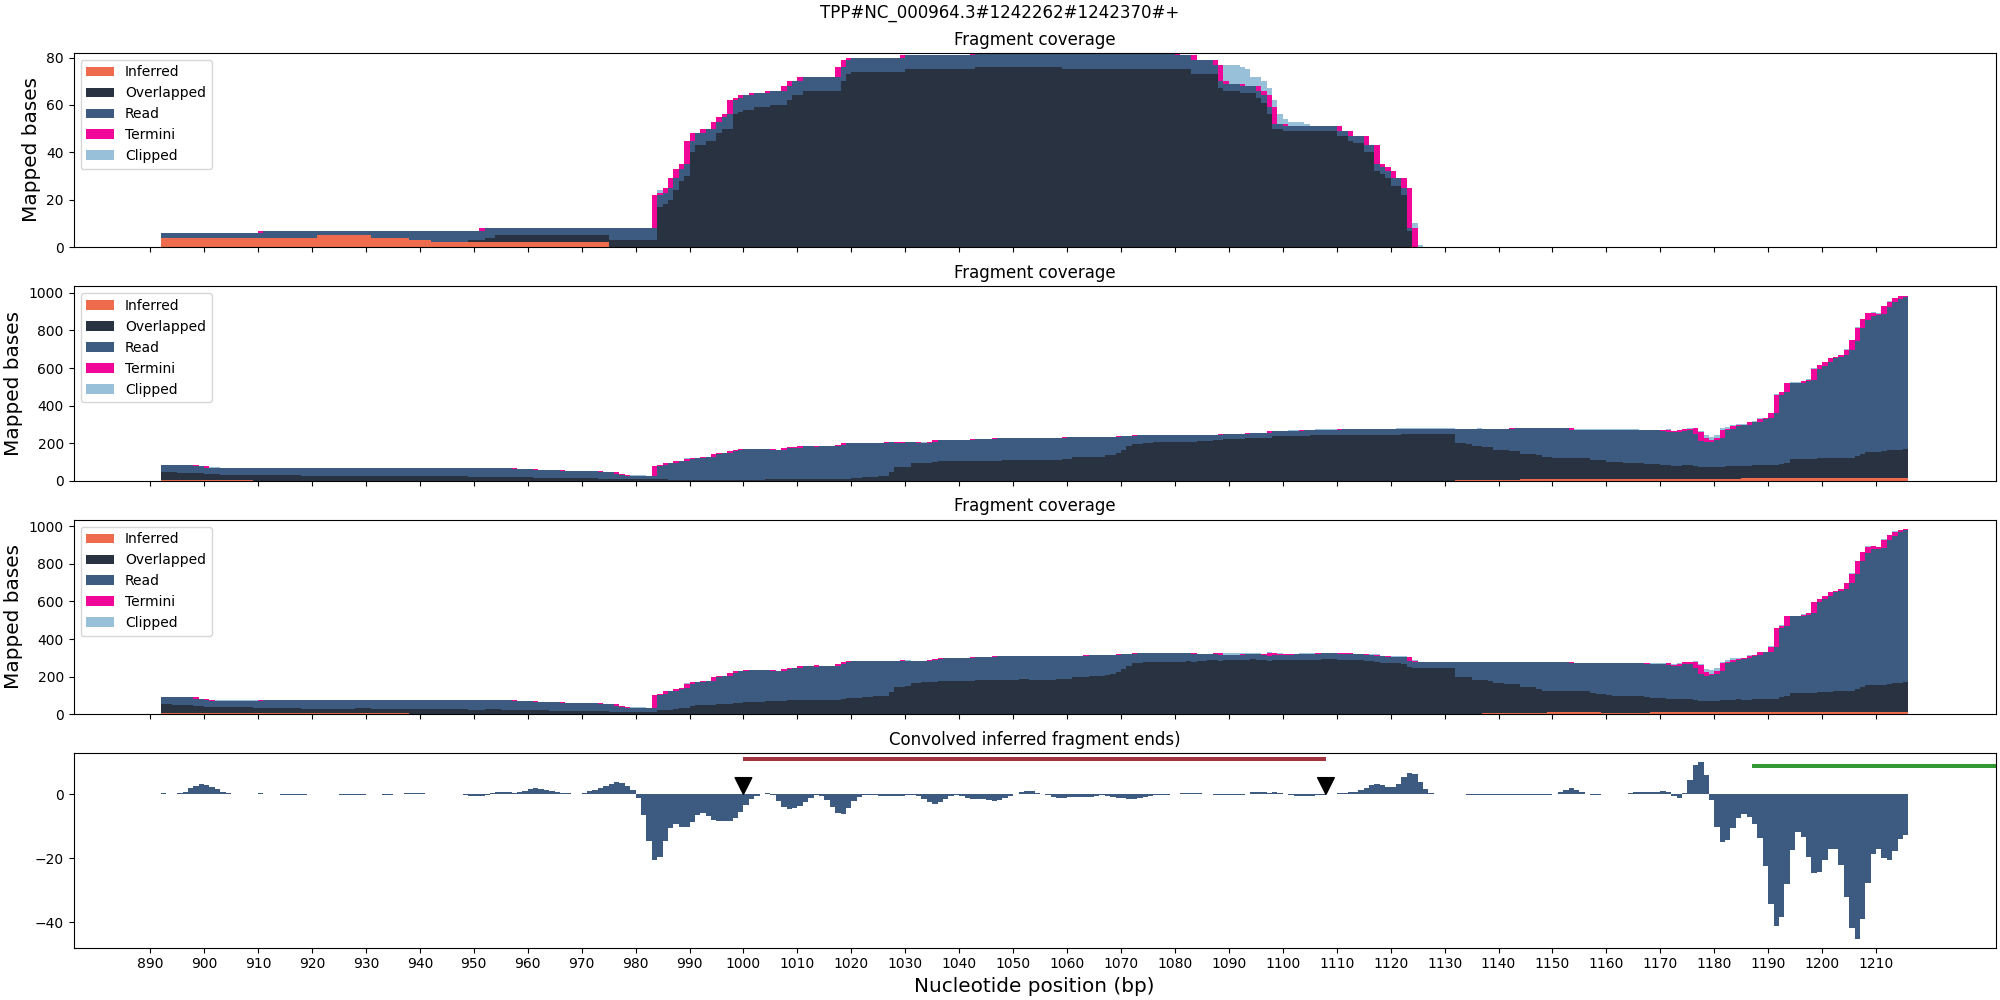 TPP#NC_000964.3#1242262#1242370#+
Fragment coverage
Mapped bases
80
60
40
20
0
Inferred
Overlapped
Read
Termini
Clipped
Fragment coverage
Mapped bases
1000
800
600
400
200
0
Inferred
Overlapped
Read
Termini
Clipped
Fragment coverage
Mapped bases
1000
800
600
400
200
0
Inferred
Overlapped
Read
Termini
Clipped
Convolved inferred fragment ends)
0
−20
−40
890 900 910 920 930 940 950 960 970 980 990 1000 1010 1020 1030 1040 1050 1060 1070 1080 1090 1100 1110 1120 1130 1140 1150 1160 1170 1180 1190 1200 1210
Nucleotide position (bp)